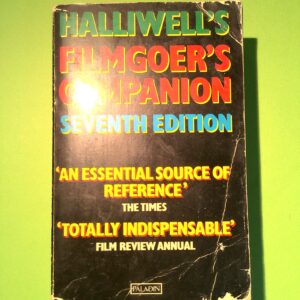 HALLIWELL'S
FILMGOER'S
COMPANION
SEVENTH EDITION
'AN ESSENTIAL SOURCE OF
REFERENCE'
THE TIMES
'TOTALLY INDISPENSABLE'
FILM REVIEW ANNUAL
PALADIN